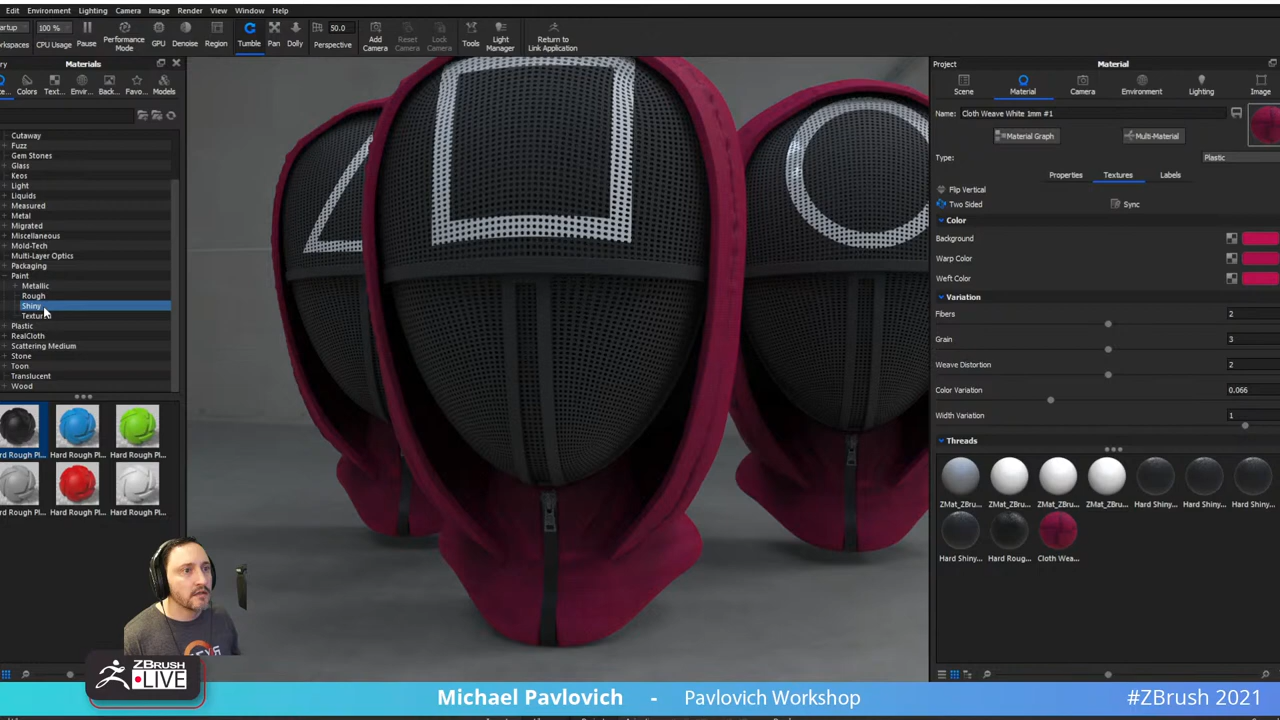 Edit Environment Lighting Camera Image Render View Window Help
artup 100 % 50.0
orkspaces CPU Usage Pause Performance Mode GPU Denoise Region Tumble Pan Dolly Perspective Add Camera Reset Camera Lock Camera Tools Light Manager Return to Link Application
ry Materials
te... Colors Text... Envir... Back... Favo... Models
Cutaway
Fuzz
Gem Stones
Glass
Keos
Light
Liquids
Measured
Metal
Migrated
Miscellaneous
Mold-Tech
Multi-Layer Optics
Packaging
Paint
Metallic
Rough
Shiny
Textured
Plastic
RealCloth
Scattering Medium
Stone
Toon
Translucent
Wood
Hard Rough Pl... Hard Rough Pl... Hard Rough Pl...
Hard Rough Pl... Hard Rough Pl... Hard Rough Pl...
Project Material
Scene Material Camera Environment Lighting Image
Name: Cloth Weave White 1mm #1
Material Graph Multi-Material
Type: Plastic
Properties Textures Labels
Flip Vertical
Two Sided Sync
Color
Background
Warp Color
Weft Color
Variation
Fibers 2
Grain 3
Weave Distortion 2
Color Variation 0.066
Width Variation 1
Threads
ZMat_ZBru... ZMat_ZBru... ZMat_ZBru... ZMat_ZBru... Hard Shiny... Hard Shiny... Hard Shiny...
Hard Shiny... Hard Roug... Cloth Wea...
ZBRUSH
LIVE
Michael Pavlovich - Pavlovich Workshop #ZBrush 2021